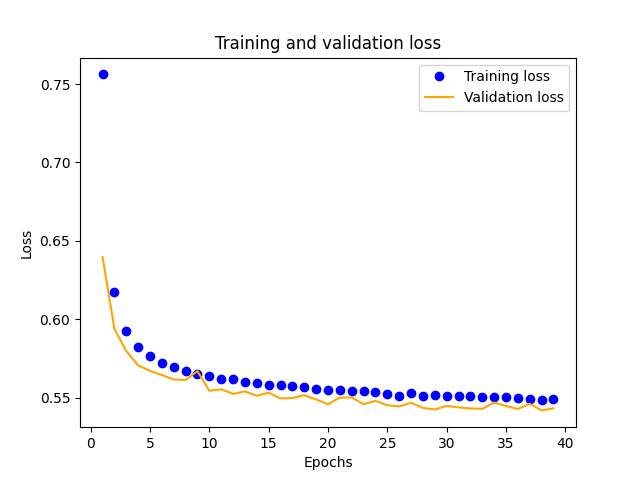 Training and validation loss
Training loss
Validation loss
0.75
0.70
0.65
0.60
0.55
Loss
0 5 10 15 20 25 30 35 40
Epochs